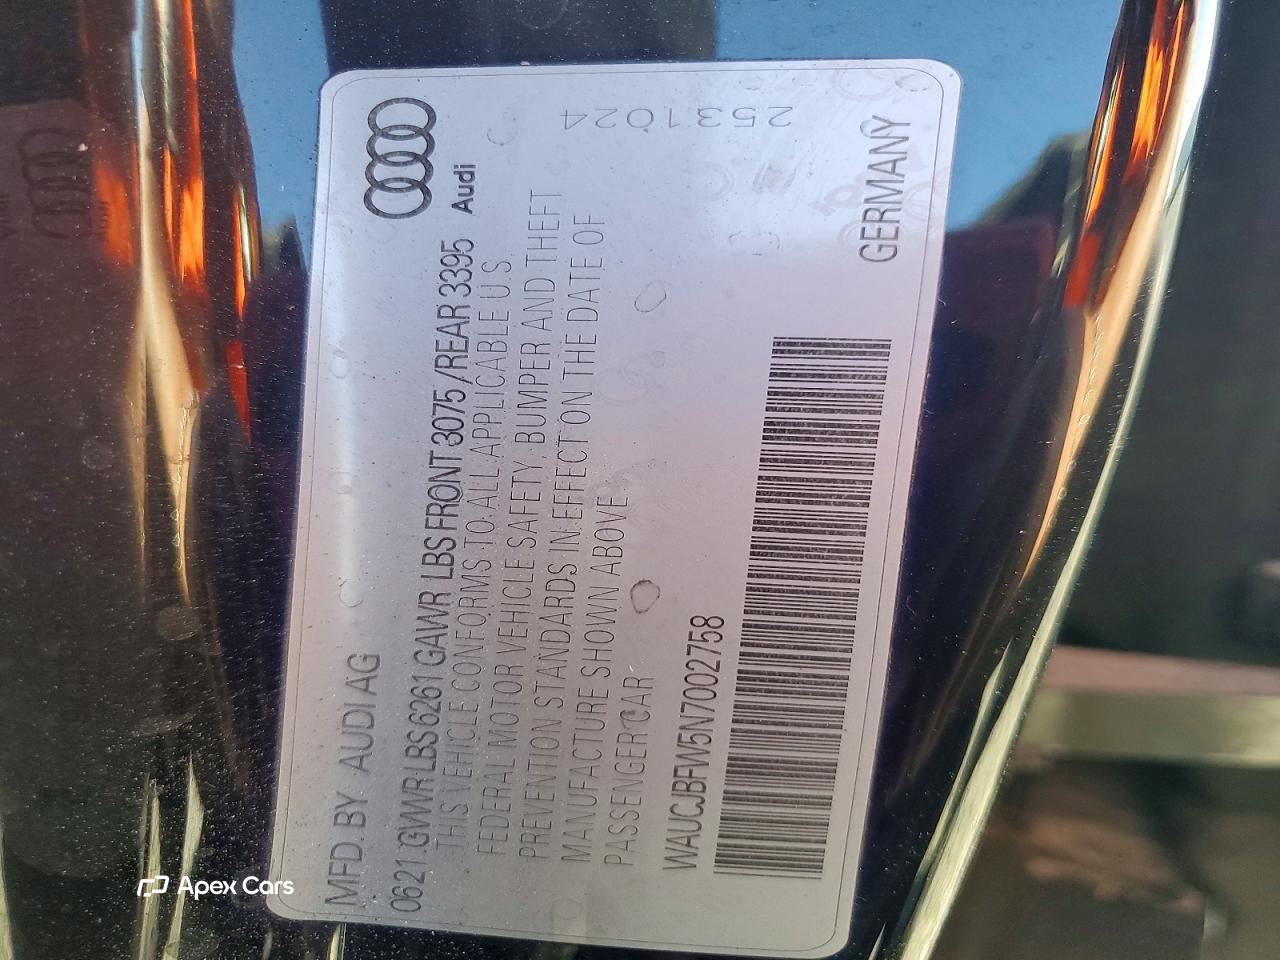 Audi
MFD. BY AUDI AG
0621 GVWR LBS 6261 GAWR LBS FRONT 3075 / REAR 3395
THIS VEHICLE CONFORMS TO ALL APPLICABLE U.S
FEDERAL MOTOR VEHICLE SAFETY, BUMPER AND THEFT
PREVENTION STANDARDS IN EFFECT ON THE DATE OF
MANUFACTURE SHOWN ABOVE
PASSENGER CAR
WAUCJBFW5N7002758
GERMANY
2531024
Apex Cars